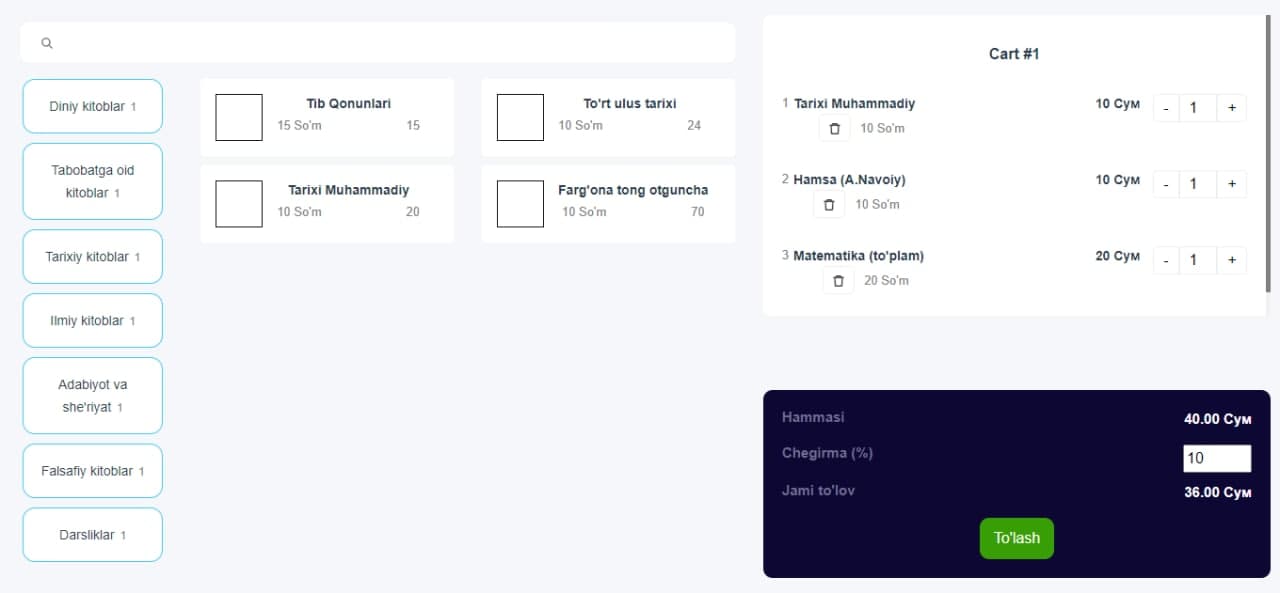 Diniy kitoblar 1
Tabobatga oid
kitoblar 1
Tarixiy kitoblar 1
Ilmiy kitoblar 1
Adabiyot va
she'riyat 1
Falsafiy kitoblar 1
Darsliklar 1
Tib Qonunlari
15 So'm 15
To'rt ulus tarixi
10 So'm 24
Tarixi Muhammadiy
10 So'm 20
Farg'ona tong otguncha
10 So'm 70
Cart #1
1 Tarixi Muhammadiy 10 Сум - 1 +
10 So'm
2 Hamsa (A.Navoiy) 10 Сум - 1 +
10 So'm
3 Matematika (to'plam) 20 Сум - 1 +
20 So'm
Hammasi 40.00 Сум
Chegirma (%) 10
Jami to'lov 36.00 Сум
To'lash